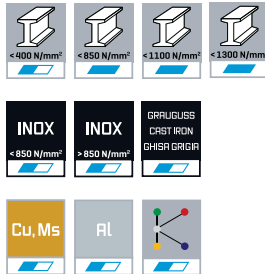 <400 N/mm²
<850 N/mm²
<1100 N/mm²
<1300 N/mm²
INOX
<850 N/mm²
INOX
>850 N/mm²
GRAUGUSS
CAST IRON
GHISA GRIGIA
Cu, Ms
Al